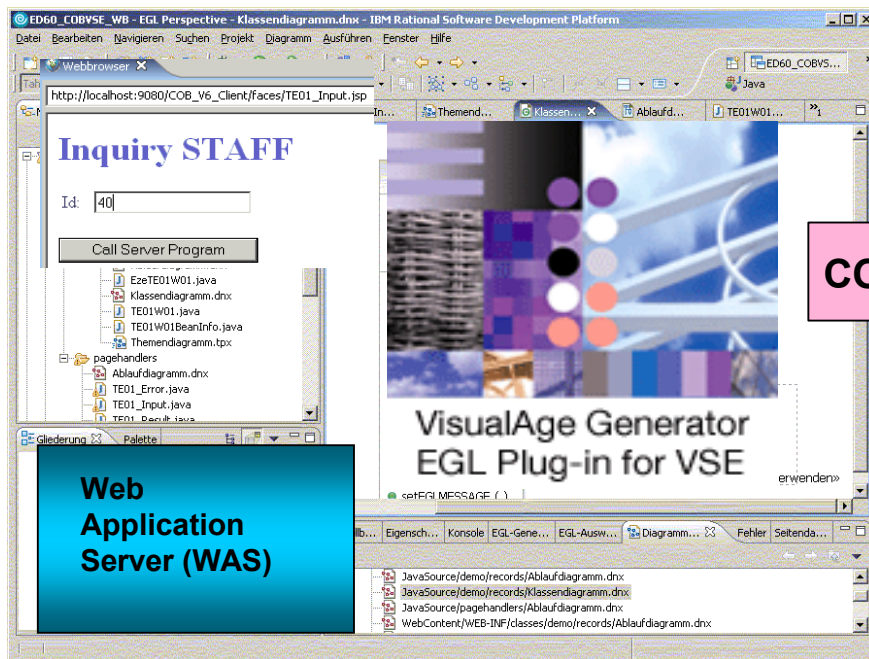 ED60_COBVSE_WB - EGL Perspective - Klassendiagramm.dnx - IBM Rational Software Development Platform
Datei Bearbeiten Navigieren Suchen Projekt Diagramm Ausführen Fenster Hilfe
ED60_COBVS...
Java
Webbrowser
http://localhost:9080/COB_V6_Client/faces/TE01_Input.jsp
Themend...
Klassen...
Ablaufd...
TE01W01...
Inquiry STAFF
Id: 40
Call Server Program
EzeTE01W01.java
Klassendiagramm.dnx
TE01W01.java
TE01W01BeanInfo.java
Themendiagramm.tpx
pagehandlers
Ablaufdiagramm.dnx
TE01_Error.java
TE01_Input.java
TE01_Result.java
VisualAge Generator
EGL Plug-in for VSE
erwenden»
setEGLMESSAGE ( )
Gliederung
Palette
Web
Application
Server (WAS)
Eigensch...
Konsole
EGL-Gene...
EGL-Ausw...
Diagramm...
Fehler
Seitenda...
JavaSource/demo/records/Ablaufdiagramm.dnx
JavaSource/demo/records/Klassendiagramm.dnx
JavaSource/pagehandlers/Ablaufdiagramm.dnx
WebContent/WEB-INF/classes/demo/records/Ablaufdiagramm.dnx